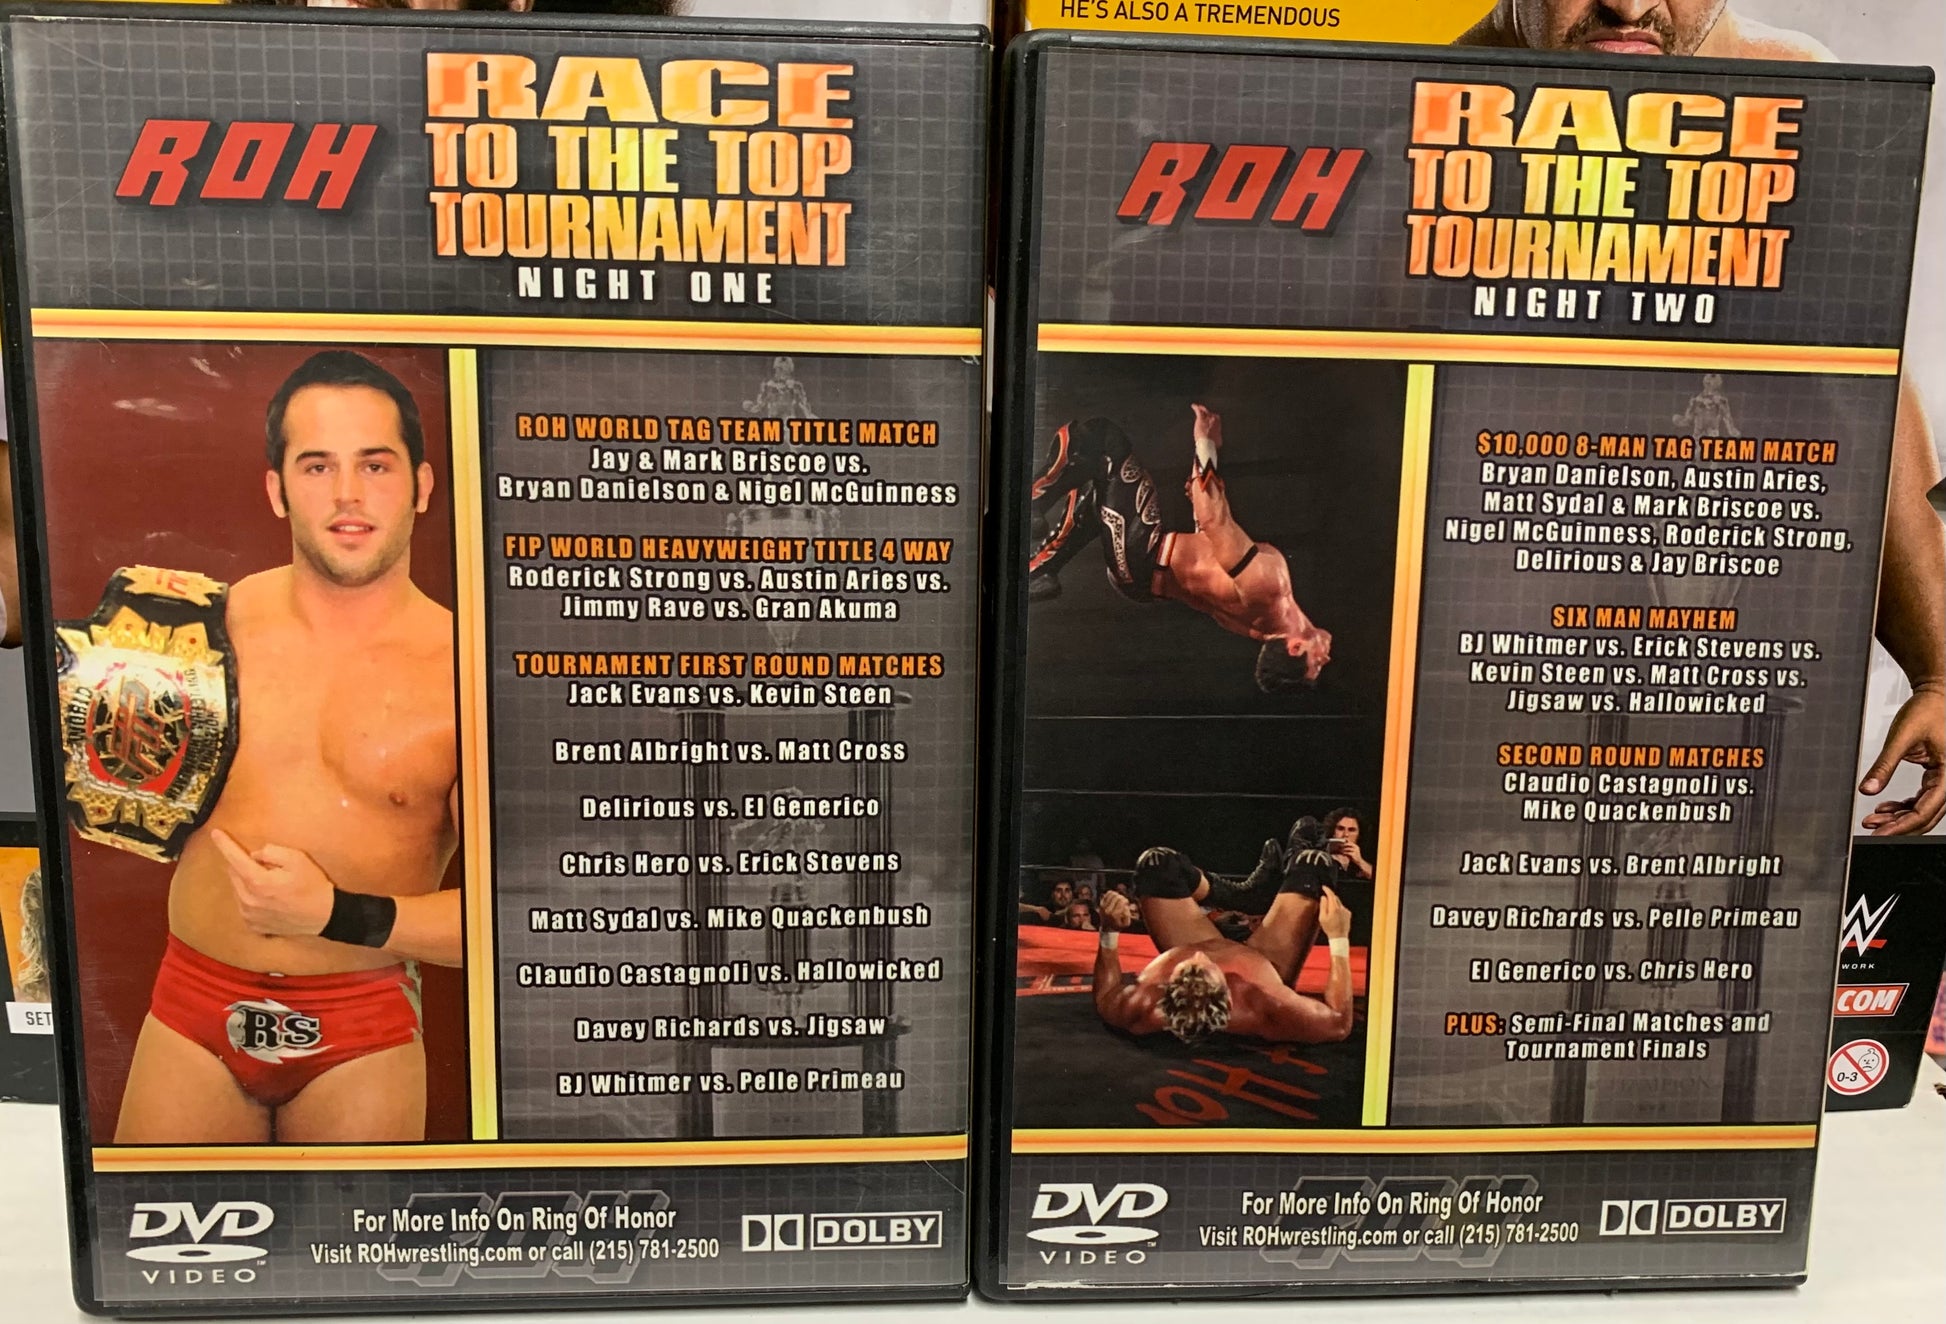 HE'S ALSO A TREMENDOUS
ROH
RACE
TO THE TOP
TOURNAMENT
NIGHT ONE
ROH WORLD TAG TEAM TITLE MATCH
Jay & Mark Briscoe vs.
Bryan Danielson & Nigel McGuinness
FIP WORLD HEAVYWEIGHT TITLE 4 WAY
Roderick Strong vs. Austin Aries vs.
Jimmy Rave vs. Gran Akuma
TOURNAMENT FIRST ROUND MATCHES
Jack Evans vs. Kevin Steen
Brent Albright vs. Matt Cross
Delirious vs. El Generico
Chris Hero vs. Erick Stevens
Matt Sydal vs. Mike Quackenbush
Claudio Castagnoli vs. Hallowicked
Davey Richards vs. Jigsaw
BJ Whitmer vs. Pelle Primeau
WORLD
FIP
RS
DVD
VIDEO
For More Info On Ring Of Honor
Visit ROHwrestling.com or call (215) 781-2500
DOLBY
ROH
RACE
TO THE TOP
TOURNAMENT
NIGHT TWO
$10,000 8-MAN TAG TEAM MATCH
Bryan Danielson, Austin Aries,
Matt Sydal & Mark Briscoe vs.
Nigel McGuinness, Roderick Strong,
Delirious & Jay Briscoe
SIX MAN MAYHEM
BJ Whitmer vs. Erick Stevens vs.
Kevin Steen vs. Matt Cross vs.
Jigsaw vs. Hallowicked
SECOND ROUND MATCHES
Claudio Castagnoli vs.
Mike Quackenbush
Jack Evans vs. Brent Albright
Davey Richards vs. Pelle Primeau
El Generico vs. Chris Hero
PLUS: Semi-Final Matches and
Tournament Finals
DVD
VIDEO
For More Info On Ring Of Honor
Visit ROHwrestling.com or call (215) 781-2500
DOLBY
SET
WORK
.COM
0-3